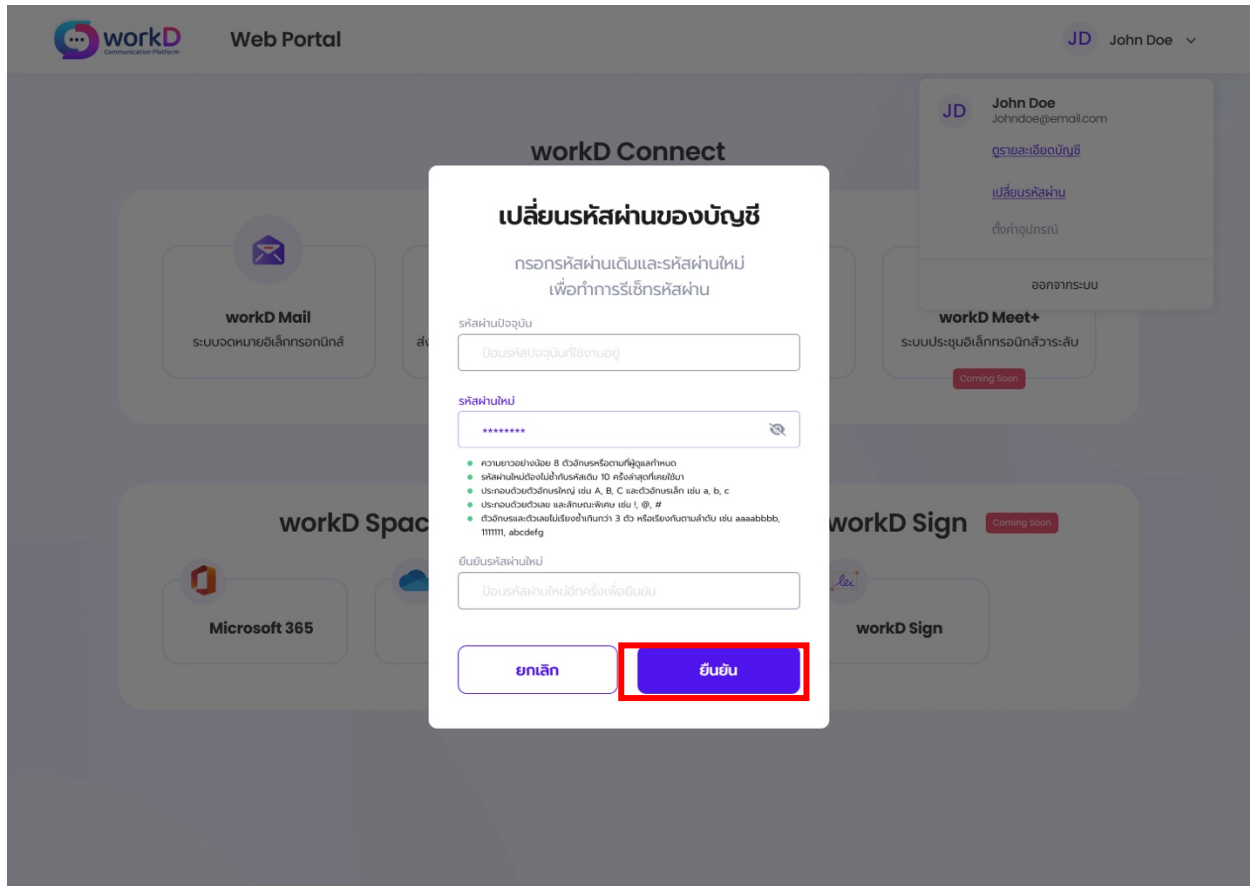 workD
Communication Platform
Web Portal
JD John Doe
JD
John Doe
Johndoe@email.com
ดูรายละเอียดบัญชี
เปลี่ยนรหัสผ่าน
ตั้งค่าอุปกรณ์
ออกจากระบบ
workD Connect
workD Mail
ระบบจดหมายอิเล็กทรอกนิกส์
ส่ง
workD Meet+
ระบบประชุมอิเล็กทรอนิกส์วาระลับ
Coming Soon
เปลี่ยนรหัสผ่านของบัญชี
กรอกรหัสผ่านเดิมและรหัสผ่านใหม่
เพื่อทำการรีเซ็ทรหัสผ่าน
รหัสผ่านปัจจุบัน
ป้อนรหัสปัจจุบันที่ใช้งานอยู่
รหัสผ่านใหม่
********
ความยาวอย่างน้อย 8 ตัวอักษรหรือตามที่ผู้ดูแลกำหนด
รหัสผ่านใหม่ต้องไม่ซ้ำกับรหัสเดิม 10 ครั้งล่าสุดที่เคยใช้มา
ประกอบด้วยตัวอักษรใหญ่ เช่น A, B, C และตัวอักษรเล็ก เช่น a, b, c
ประกอบด้วยตัวเลข และลักษณะพิเศษ เช่น !, @, #
ตัวอักษรและตัวเลขไม่เรียงซ้ำเกินกว่า 3 ตัว หรือเรียงกันตามลำดับ เช่น aaaabbbb,
1111111, abcdefg
ยืนยันรหัสผ่านใหม่
ป้อนรหัสผ่านใหม่อีกครั้งเพื่อยืนยัน
ยกเลิก
ยืนยัน
workD Spac
Microsoft 365
workD Sign
Coming Soon
workD Sign